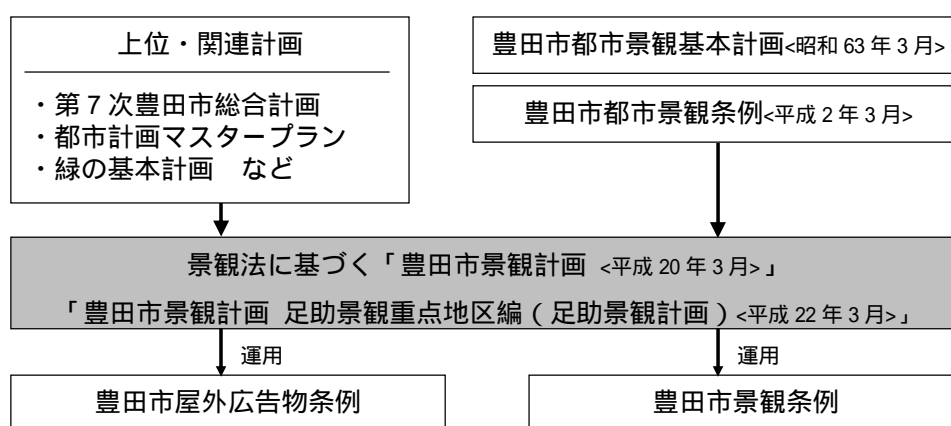 上位・関連計画
・第7次豊田市総合計画
・都市計画マスタープラン
・緑の基本計画　など
豊田市都市景観基本計画<昭和 63 年 3 月>
豊田市都市景観条例<平成 2 年 3 月>
景観法に基づく「豊田市景観計画 <平成 20 年 3 月>」
「豊田市景観計画 足助景観重点地区編（足助景観計画）<平成 22 年 3 月>」
運用
運用
豊田市屋外広告物条例
豊田市景観条例